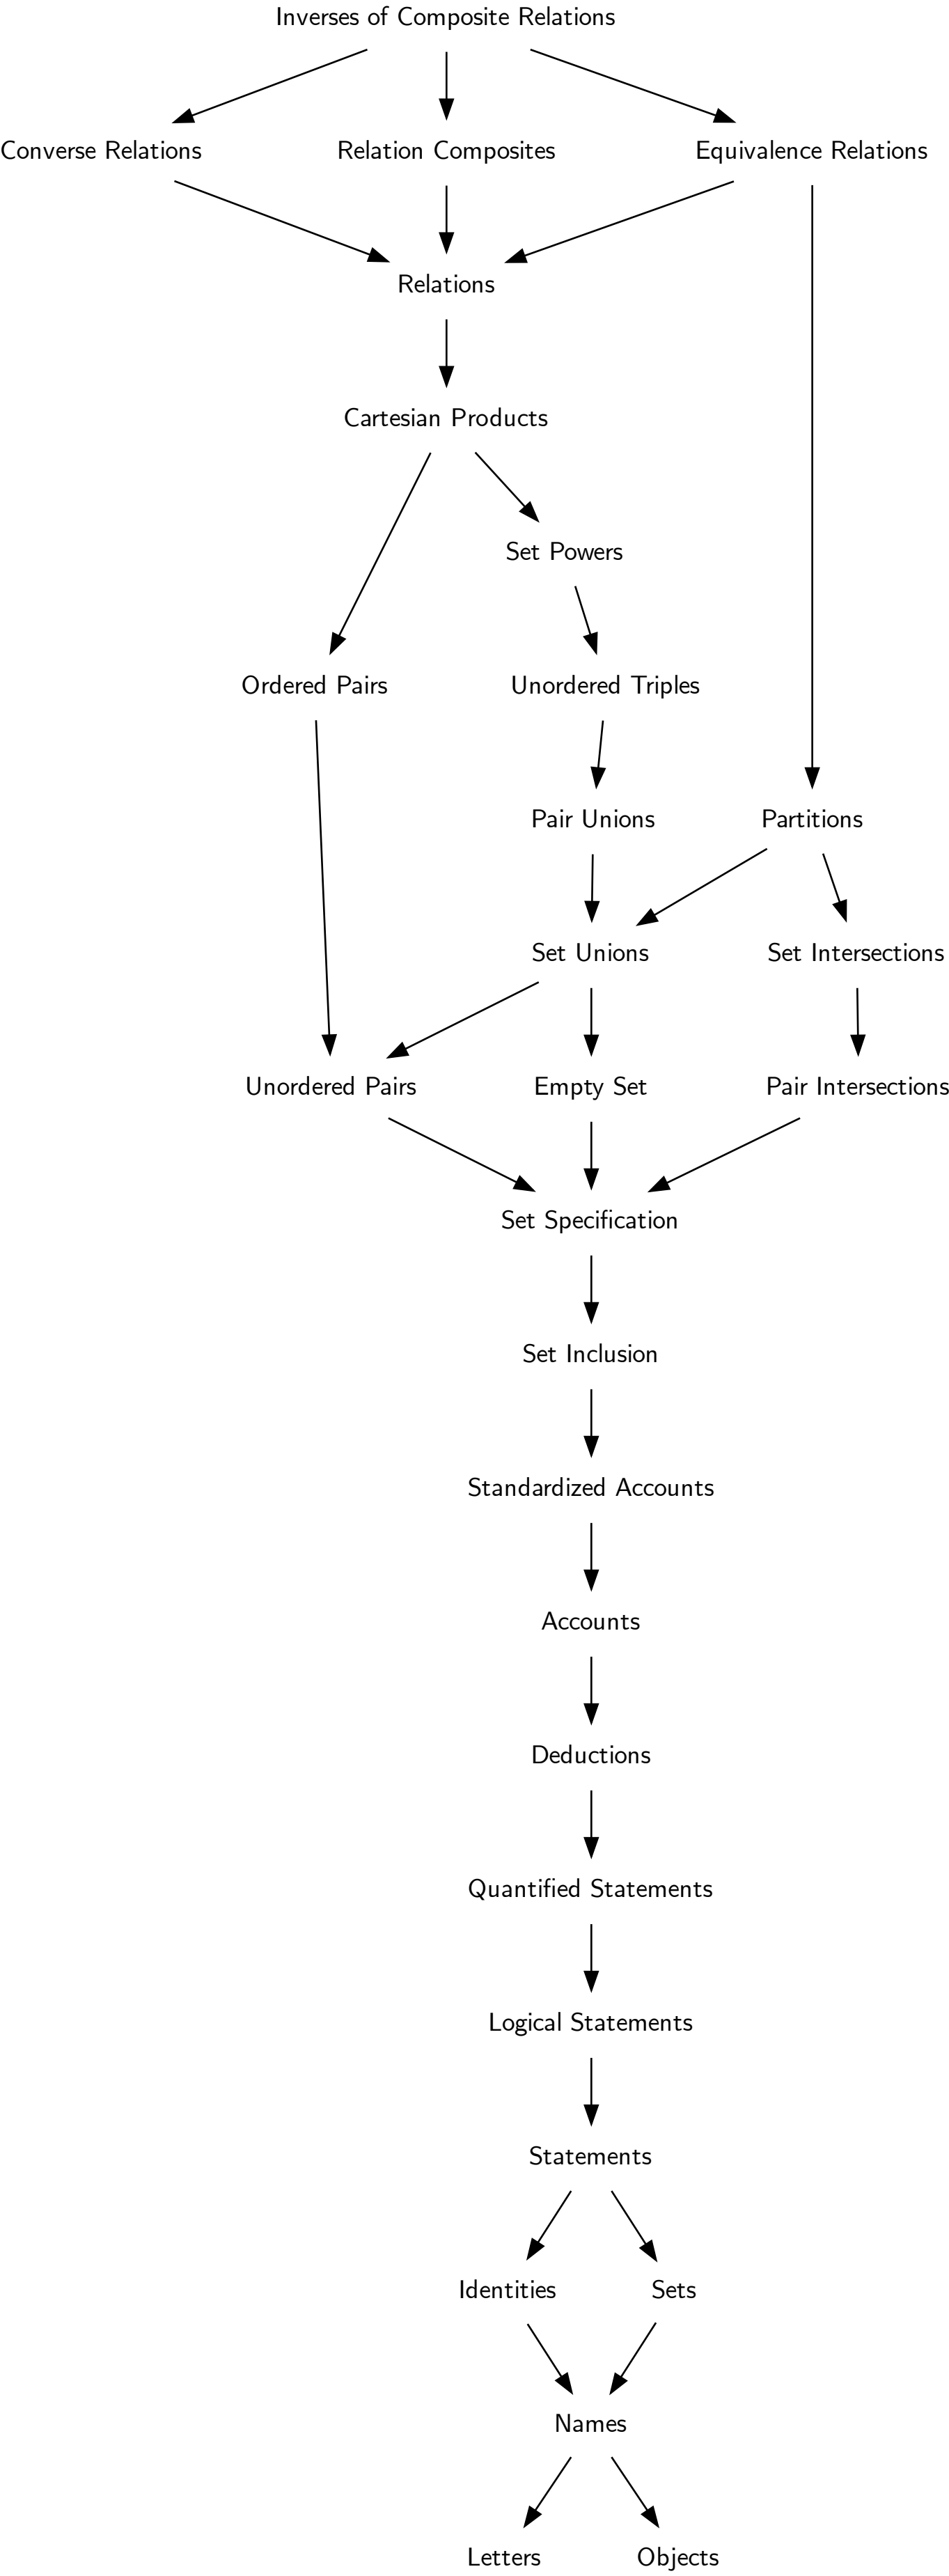 Inverses of Composite Relations
Converse Relations
Relation Composites
Equivalence Relations
Relations
Cartesian Products
Set Powers
Ordered Pairs
Unordered Triples
Pair Unions
Partitions
Set Unions
Set Intersections
Unordered Pairs
Empty Set
Pair Intersections
Set Specification
Set Inclusion
Standardized Accounts
Accounts
Deductions
Quantified Statements
Logical Statements
Statements
Identities
Sets
Names
Letters
Objects